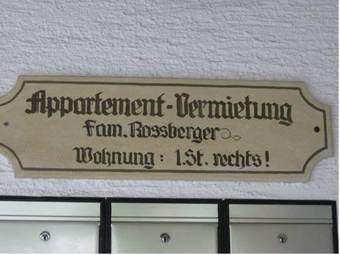 Appartement-Vermietung
Fam. Rossberger
Wohnung: 1.St. rechts!